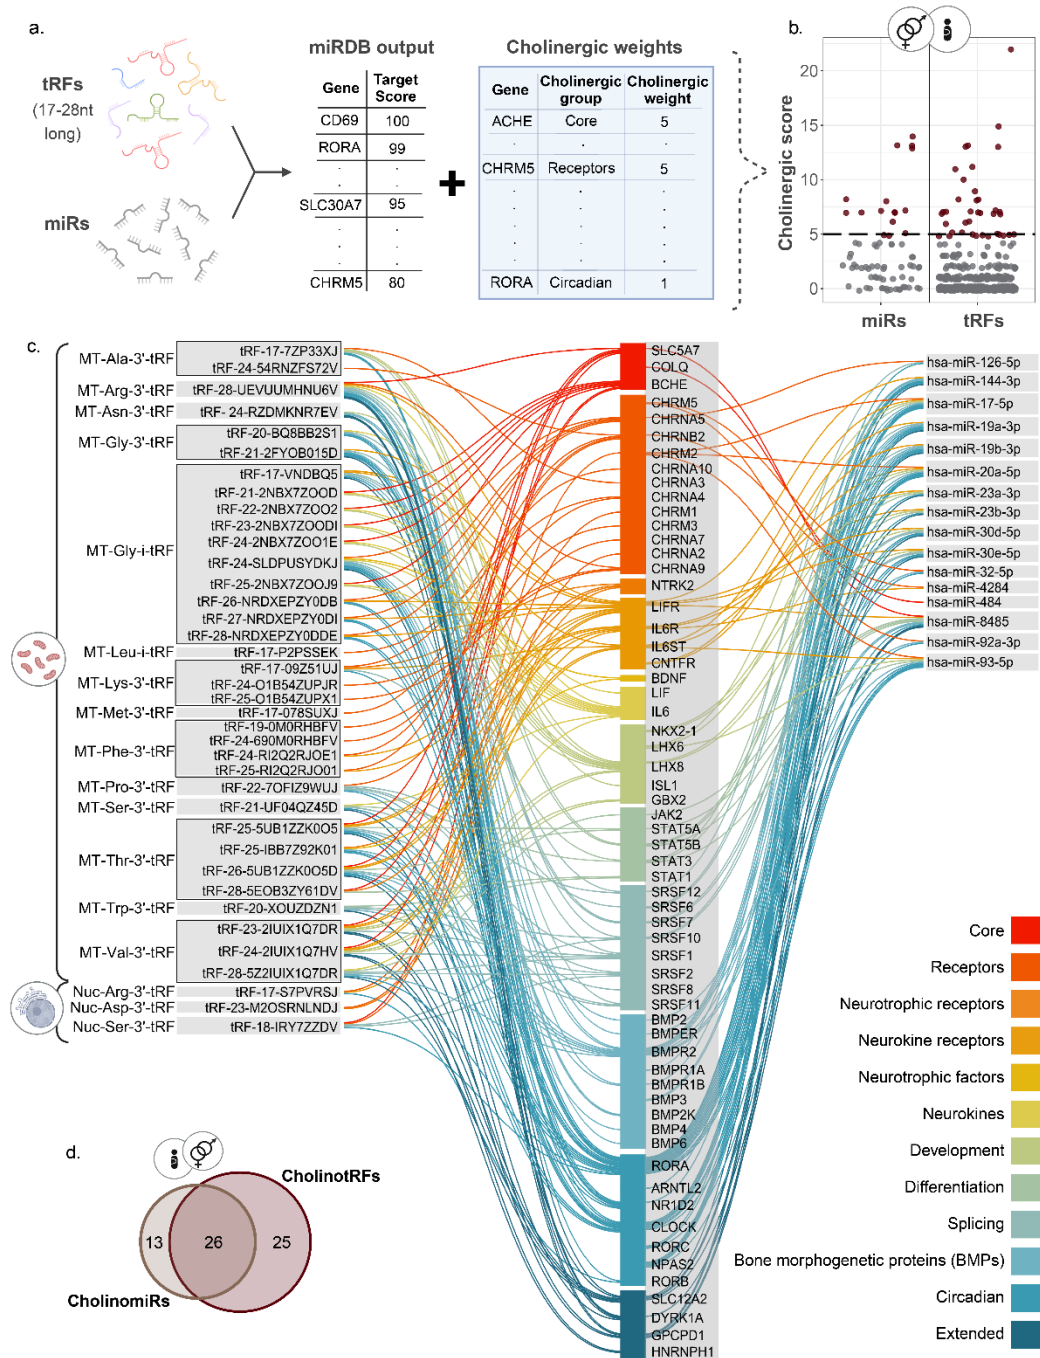 a.
tRFs
(17-28nt
long)
miRs
miRDB output
Gene Target Score
CD69 100
RORA 99
SLC30A7 95
CHRM5 80
+
Cholinergic weights
Gene Cholinergic group Cholinergic weight
ACHE Core 5
CHRM5 Receptors 5
RORA Circadian 1
b.
Cholinergic score
20
15
10
5
0
miRs tRFs
c.
MT-Ala-3'-tRF
MT-Arg-3'-tRF
MT-Asn-3'-tRF
MT-Gly-3'-tRF
MT-Gly-i-tRF
MT-Leu-i-tRF
MT-Lys-3'-tRF
MT-Met-3'-tRF
MT-Phe-3'-tRF
MT-Pro-3'-tRF
MT-Ser-3'-tRF
MT-Thr-3'-tRF
MT-Trp-3'-tRF
MT-Val-3'-tRF
Nuc-Arg-3'-tRF
Nuc-Asp-3'-tRF
Nuc-Ser-3'-tRF
tRF-17-7ZP33XJ
tRF-24-54RNZFS72V
tRF-28-UEVUUMHNU6V
tRF- 24-RZDMKNR7EV
tRF-20-BQ8BB2S1
tRF-21-2FYOB015D
tRF-17-VNDBQ5
tRF-21-2NBX7ZOOD
tRF-22-2NBX7ZOO2
tRF-23-2NBX7ZOODI
tRF-24-2NBX7ZOO1E
tRF-24-SLDPUSYDKJ
tRF-25-2NBX7ZOOJ9
tRF-26-NRDXEPZY0DB
tRF-27-NRDXEPZY0DI
tRF-28-NRDXEPZY0DDE
tRF-17-P2PSSEK
tRF-17-09Z51UJ
tRF-24-O1B54ZUPJR
tRF-25-O1B54ZUPX1
tRF-17-078SUXJ
tRF-19-0M0RHBFV
tRF-24-690M0RHBFV
tRF-24-RI2Q2RJOE1
tRF-25-RI2Q2RJO01
tRF-22-7OFIZ9WUJ
tRF-21-UF04QZ45D
tRF-25-5UB1ZZK0O5
tRF-25-IBB7Z92K01
tRF-26-5UB1ZZK0O5D
tRF-28-5EOB3ZY61DV
tRF-20-XOUZDZN1
tRF-23-2IUIX1Q7DR
tRF-24-2IUIX1Q7HV
tRF-28-5Z2IUIX1Q7DR
tRF-17-S7PVRSJ
tRF-23-M2OSRNLNDJ
tRF-18-IRY7ZZDV
SLC5A7
COLQ
BCHE
CHRM5
CHRNA5
CHRNB2
CHRM2
CHRNA10
CHRNA3
CHRNA4
CHRM1
CHRM3
CHRNA7
CHRNA2
CHRNA9
NTRK2
LIFR
IL6R
IL6ST
CNTFR
BDNF
LIF
IL6
NKX2-1
LHX6
LHX8
ISL1
GBX2
JAK2
STAT5A
STAT5B
STAT3
STAT1
SRSF12
SRSF6
SRSF7
SRSF10
SRSF1
SRSF2
SRSF8
SRSF11
BMP2
BMPER
BMPR2
BMPR1A
BMPR1B
BMP3
BMP2K
BMP4
BMP6
RORA
ARNTL2
NR1D2
CLOCK
RORC
NPAS2
RORB
SLC12A2
DYRK1A
GPCPD1
HNRNPH1
hsa-miR-126-5p
hsa-miR-144-3p
hsa-miR-17-5p
hsa-miR-19a-3p
hsa-miR-19b-3p
hsa-miR-20a-5p
hsa-miR-23a-3p
hsa-miR-23b-3p
hsa-miR-30d-5p
hsa-miR-30e-5p
hsa-miR-32-5p
hsa-miR-4284
hsa-miR-484
hsa-miR-8485
hsa-miR-92a-3p
hsa-miR-93-5p
Core
Receptors
Neurotrophic receptors
Neurokine receptors
Neurotrophic factors
Neurokines
Development
Differentiation
Splicing
Bone morphogenetic proteins (BMPs)
Circadian
Extended
d.
CholinotRFs
13 26 25
CholinomiRs